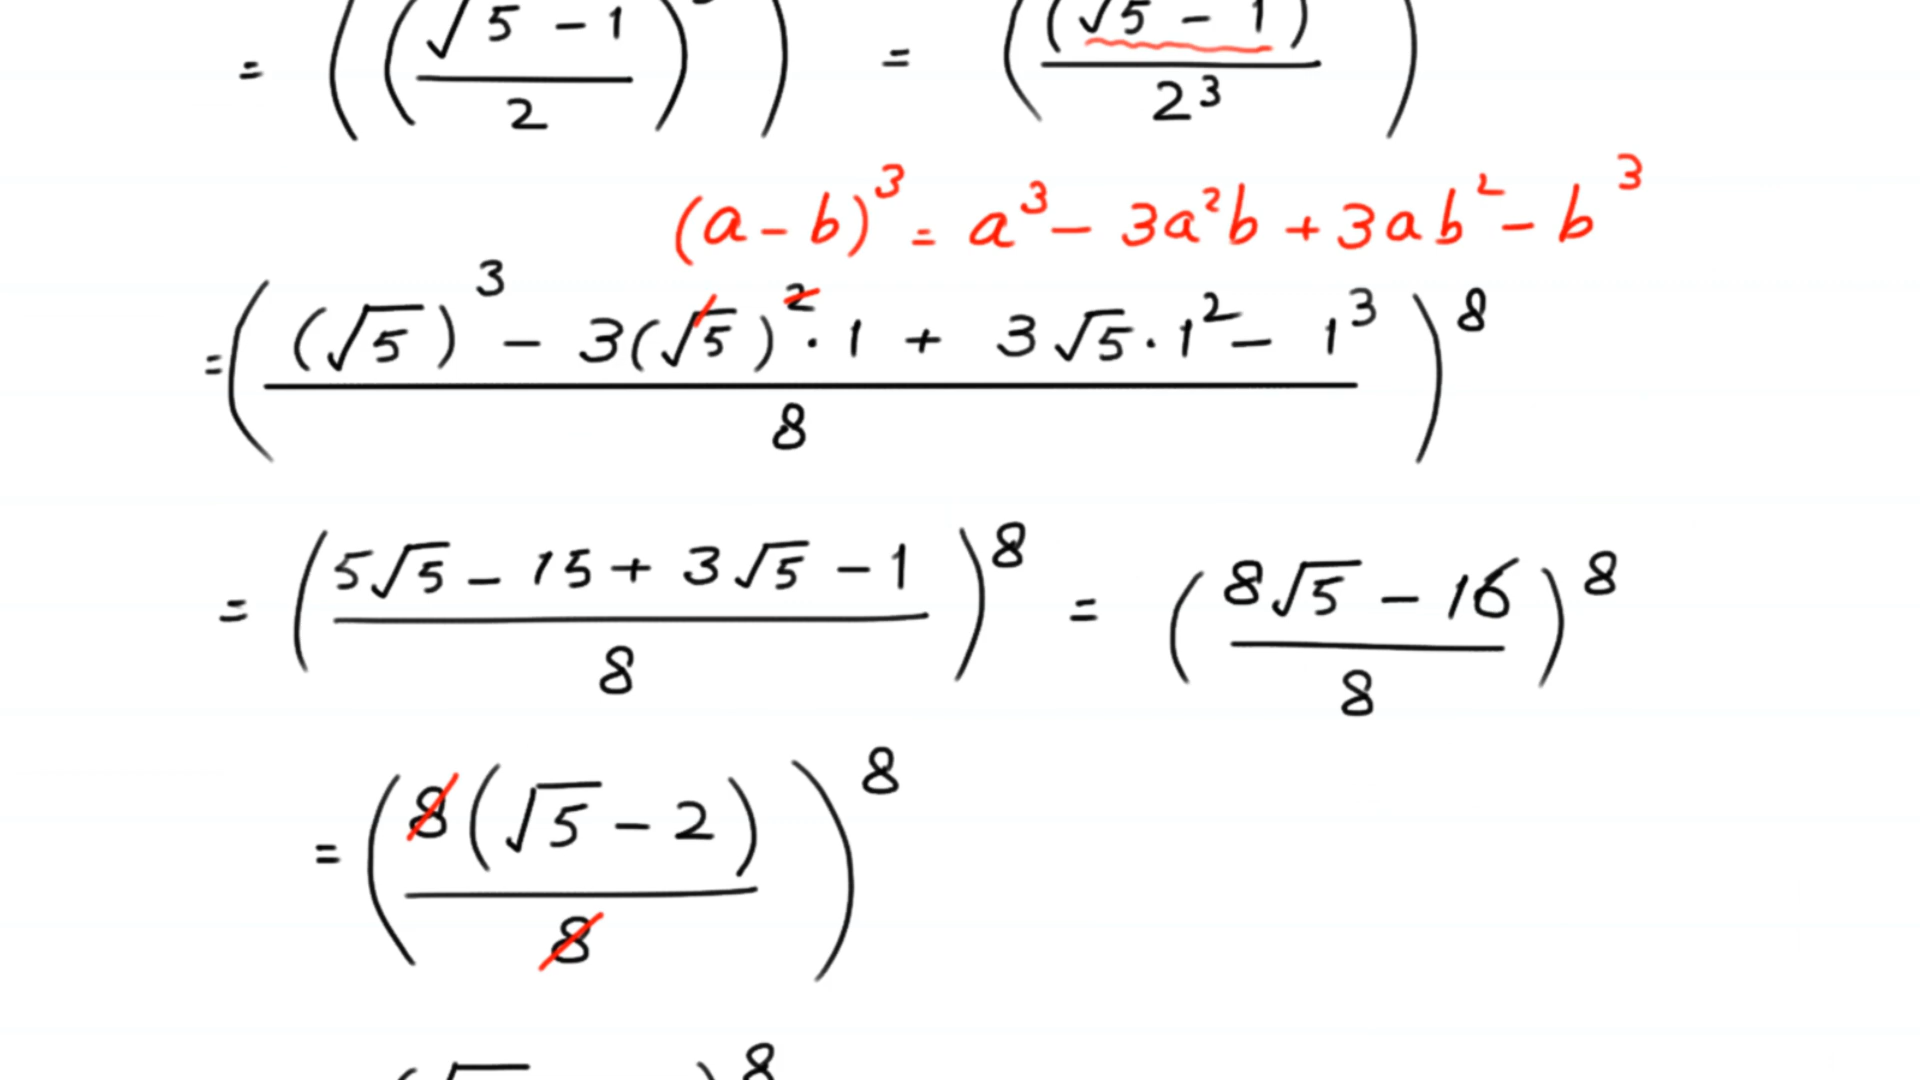 = ( ( (√5 - 1) / 2 ) ) = ( (√5 - 1) / 2³ )
(a - b)³ = a³ - 3a²b + 3ab² - b³
= ( ( (√5)³ - 3(√5)² · 1 + 3√5 · 1² - 1³ ) / 8 )⁸
= ( (5√5 - 15 + 3√5 - 1) / 8 )⁸ = ( (8√5 - 16) / 8 )⁸
= ( 8(√5 - 2) / 8 )⁸
( √ )⁸